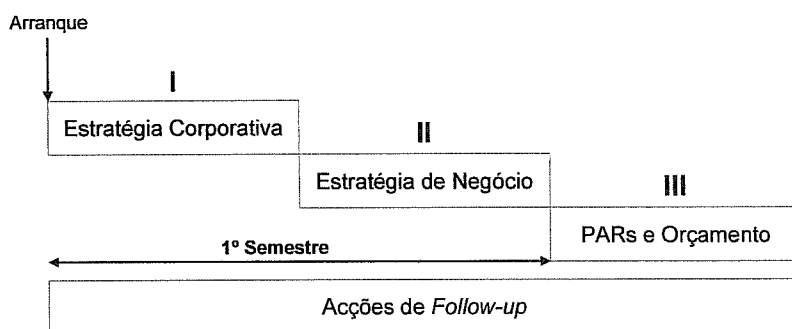 Arranque
I
Estratégia Corporativa
II
Estratégia de Negócio
III
PARs e Orçamento
1º Semestre
Acções de Follow-up